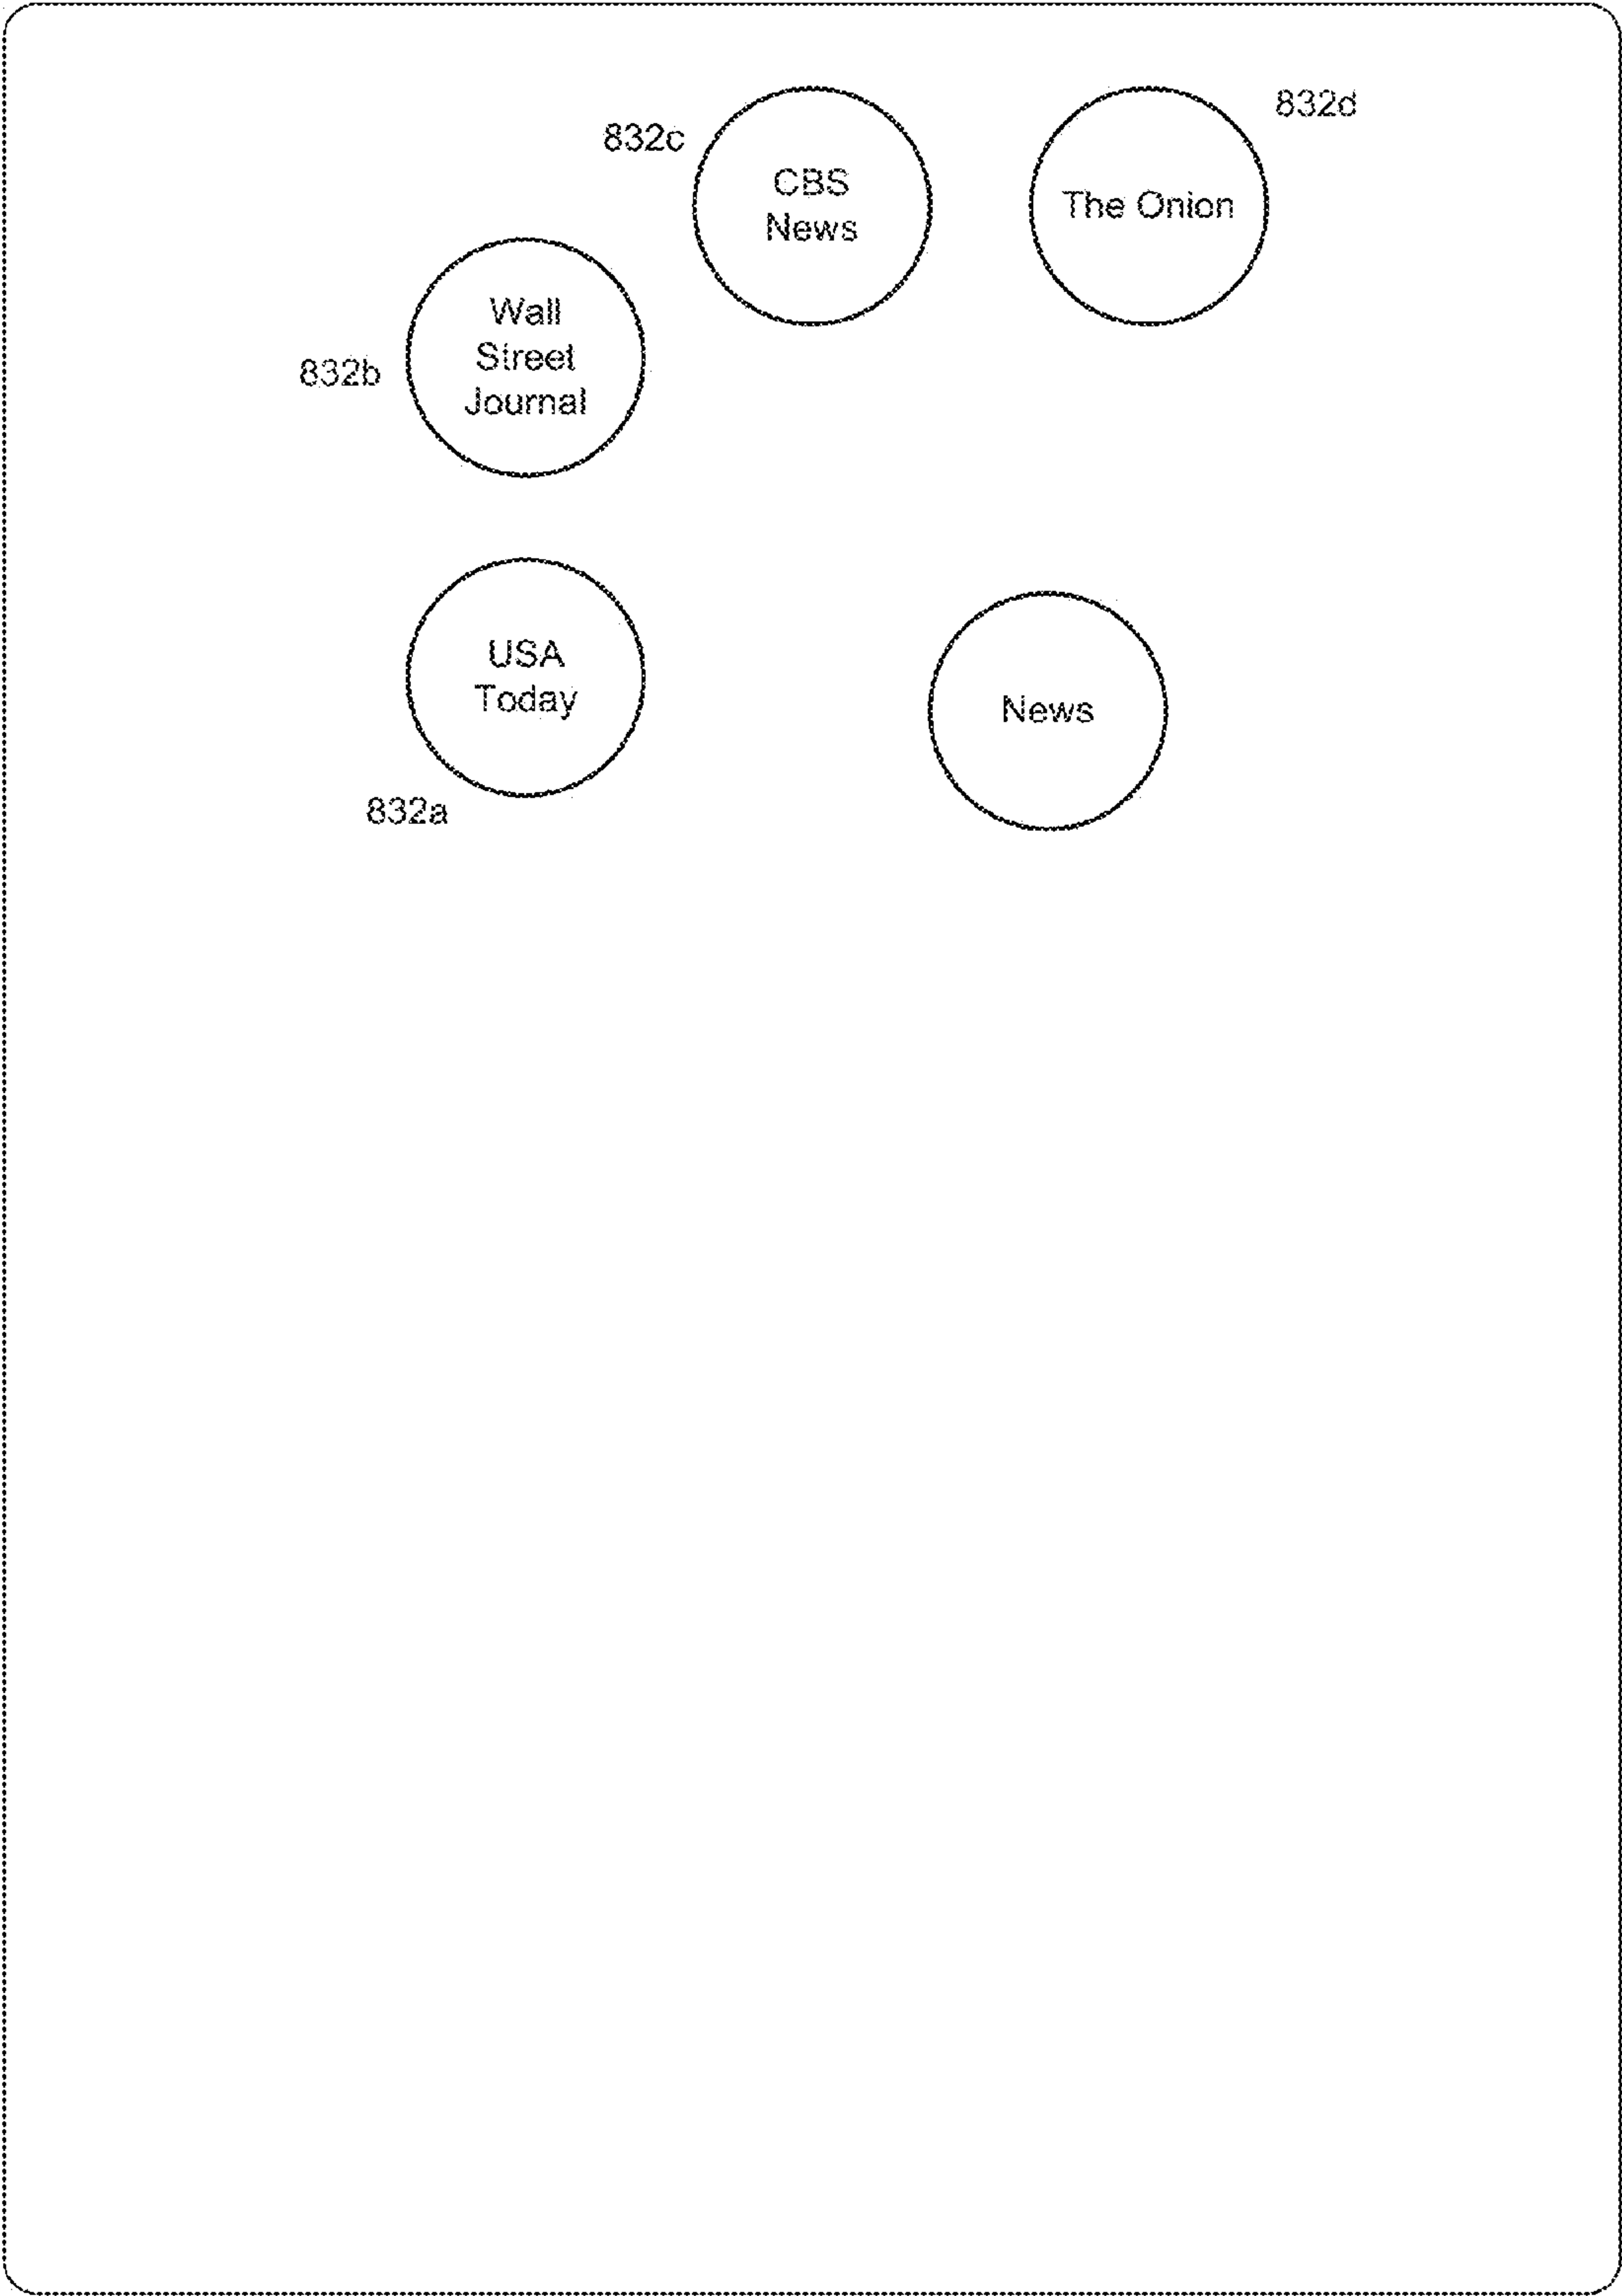 832d
832c
CBS
News
The Onion
Wall
Street
Journal
832b
USA
Today
News
832a